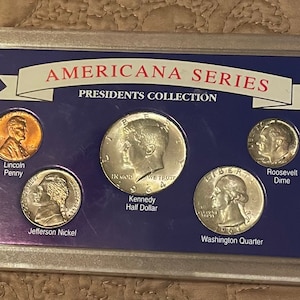 AMERICANA SERIES
PRESIDENTS COLLECTION
Lincoln
Penny
Jefferson Nickel
Kennedy
Half Dollar
Washington Quarter
Roosevelt
Dime